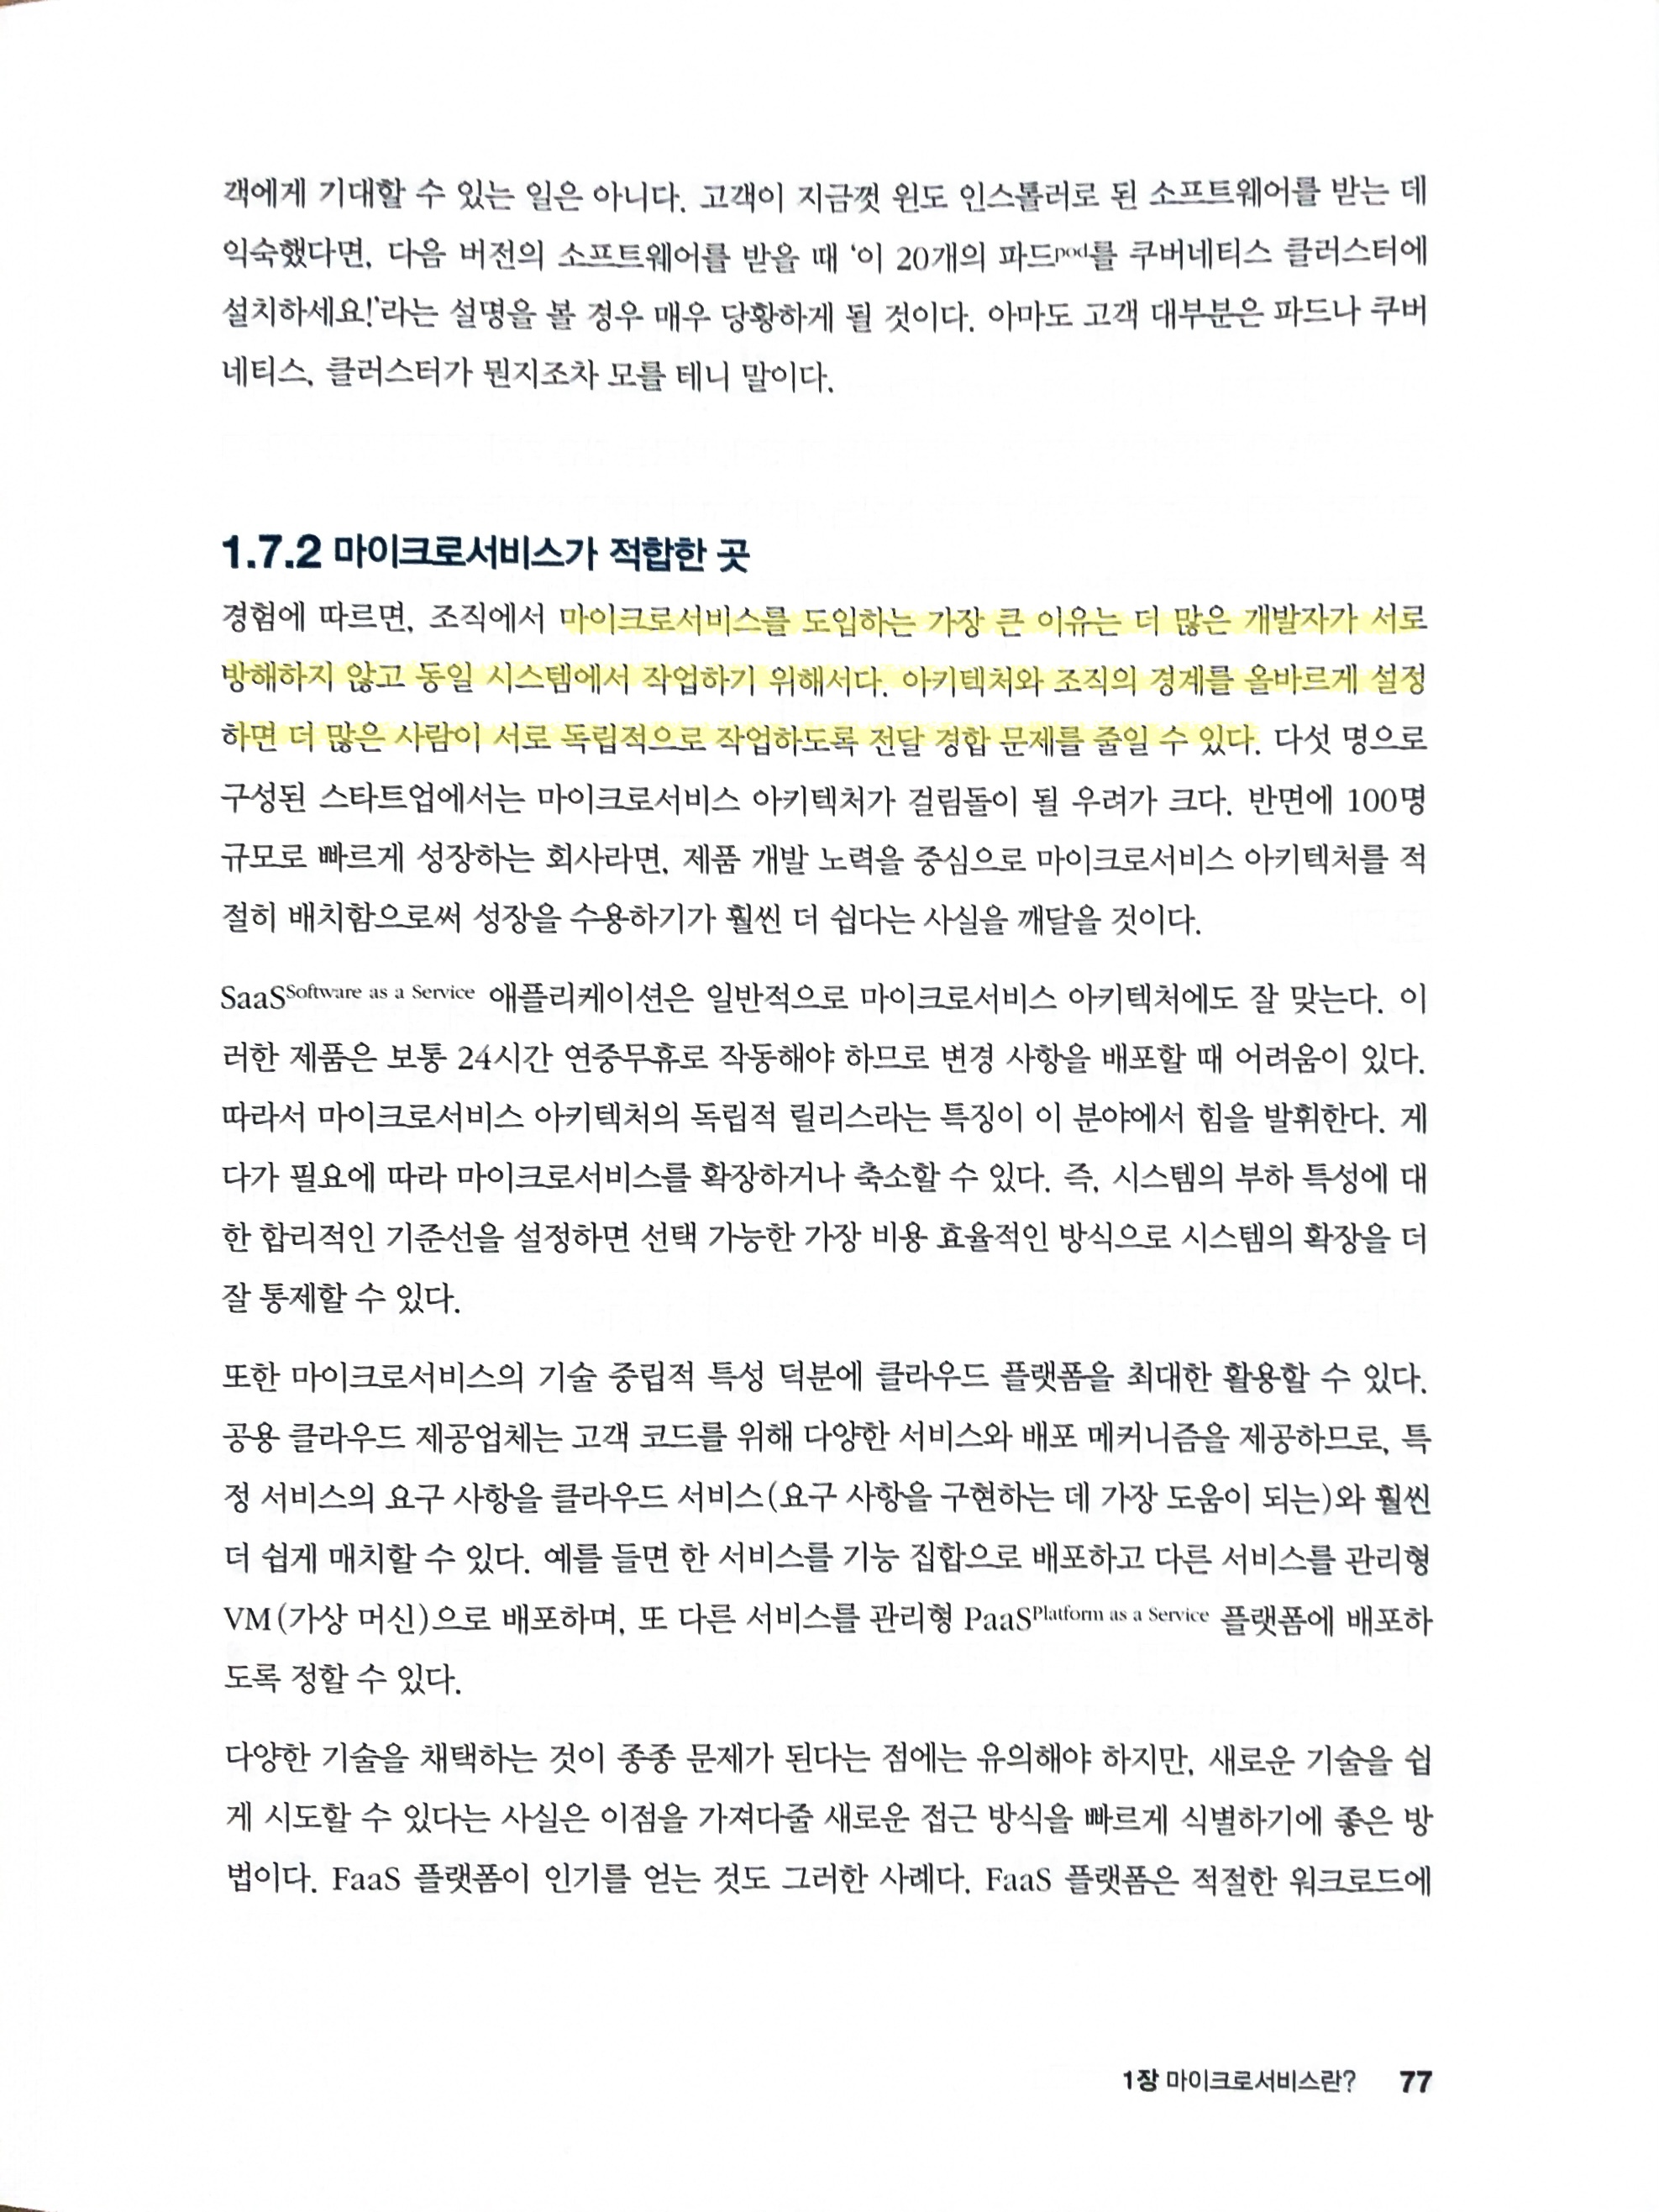 객에게 기대할 수 있는 일은 아니다. 고객이 지금껏 윈도 인스톨러로 된 소프트웨어를 받는 데
익숙했다면, 다음 버전의 소프트웨어를 받을 때 ‘이 20개의 파드pod를 쿠버네티스 클러스터에
설치하세요!’라는 설명을 볼 경우 매우 당황하게 될 것이다. 아마도 고객 대부분은 파드나 쿠버
네티스, 클러스터가 뭔지조차 모를 테니 말이다.
1.7.2 마이크로서비스가 적합한 곳
경험에 따르면, 조직에서 마이크로서비스를 도입하는 가장 큰 이유는 더 많은 개발자가 서로
방해하지 않고 동일 시스템에서 작업하기 위해서다. 아키텍처와 조직의 경계를 올바르게 설정
하면 더 많은 사람이 서로 독립적으로 작업하도록 전달 경합 문제를 줄일 수 있다. 다섯 명으로
구성된 스타트업에서는 마이크로서비스 아키텍처가 걸림돌이 될 우려가 크다. 반면에 100명
규모로 빠르게 성장하는 회사라면, 제품 개발 노력을 중심으로 마이크로서비스 아키텍처를 적
절히 배치함으로써 성장을 수용하기가 훨씬 더 쉽다는 사실을 깨달을 것이다.
SaaSSoftware as a Service 애플리케이션은 일반적으로 마이크로서비스 아키텍처에도 잘 맞는다. 이
러한 제품은 보통 24시간 연중무휴로 작동해야 하므로 변경 사항을 배포할 때 어려움이 있다.
따라서 마이크로서비스 아키텍처의 독립적 릴리스라는 특징이 이 분야에서 힘을 발휘한다. 게
다가 필요에 따라 마이크로서비스를 확장하거나 축소할 수 있다. 즉, 시스템의 부하 특성에 대
한 합리적인 기준선을 설정하면 선택 가능한 가장 비용 효율적인 방식으로 시스템의 확장을 더
잘 통제할 수 있다.
또한 마이크로서비스의 기술 중립적 특성 덕분에 클라우드 플랫폼을 최대한 활용할 수 있다.
공용 클라우드 제공업체는 고객 코드를 위해 다양한 서비스와 배포 메커니즘을 제공하므로, 특
정 서비스의 요구 사항을 클라우드 서비스(요구 사항을 구현하는 데 가장 도움이 되는)와 훨씬
더 쉽게 매치할 수 있다. 예를 들면 한 서비스를 기능 집합으로 배포하고 다른 서비스를 관리형
VM(가상 머신)으로 배포하며, 또 다른 서비스를 관리형 PaaSPlatform as a Service 플랫폼에 배포하
도록 정할 수 있다.
다양한 기술을 채택하는 것이 종종 문제가 된다는 점에는 유의해야 하지만, 새로운 기술을 쉽
게 시도할 수 있다는 사실은 이점을 가져다줄 새로운 접근 방식을 빠르게 식별하기에 좋은 방
법이다. FaaS 플랫폼이 인기를 얻는 것도 그러한 사례다. FaaS 플랫폼은 적절한 워크로드에
1장 마이크로서비스란? 77